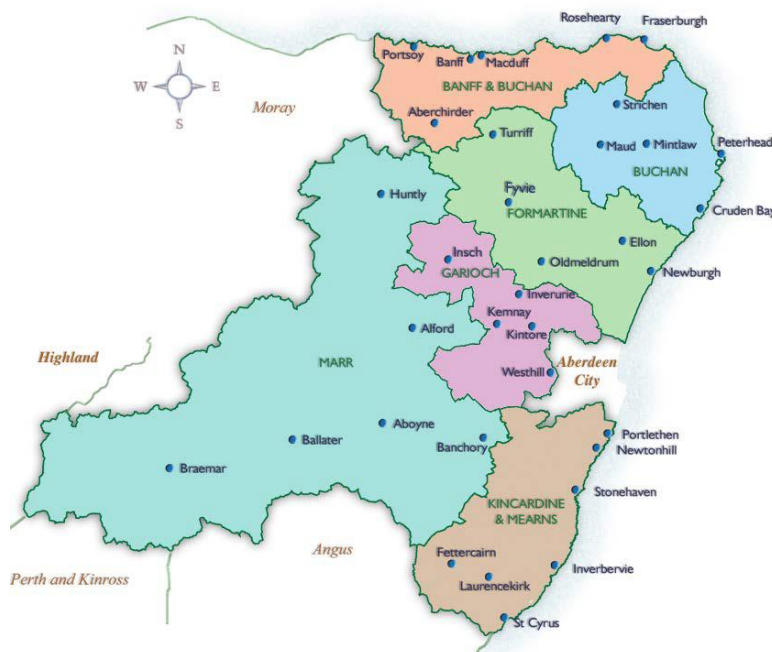 Rosehearty
Fraserburgh
Portsoy
Banff
Macduff
N
W
E
S
BANFF & BUCHAN
Moray
Aberchirder
Strichen
Turriff
Maud
Mintlaw
Peterhead
BUCHAN
Huntly
Fyvie
FORMARTINE
Cruden Bay
Ellon
Insch
GARIOCH
Oldmeldrum
Newburgh
Inverurie
Kemnay
Kintore
Alford
Highland
MARR
Westhill
Aberdeen
City
Aboyne
Ballater
Banchory
Portlethen
Newtonhill
Braemar
Stonehaven
KINCARDINE
& MEARNS
Angus
Fettercairn
Inverbervie
Perth and Kinross
Laurencekirk
St Cyrus